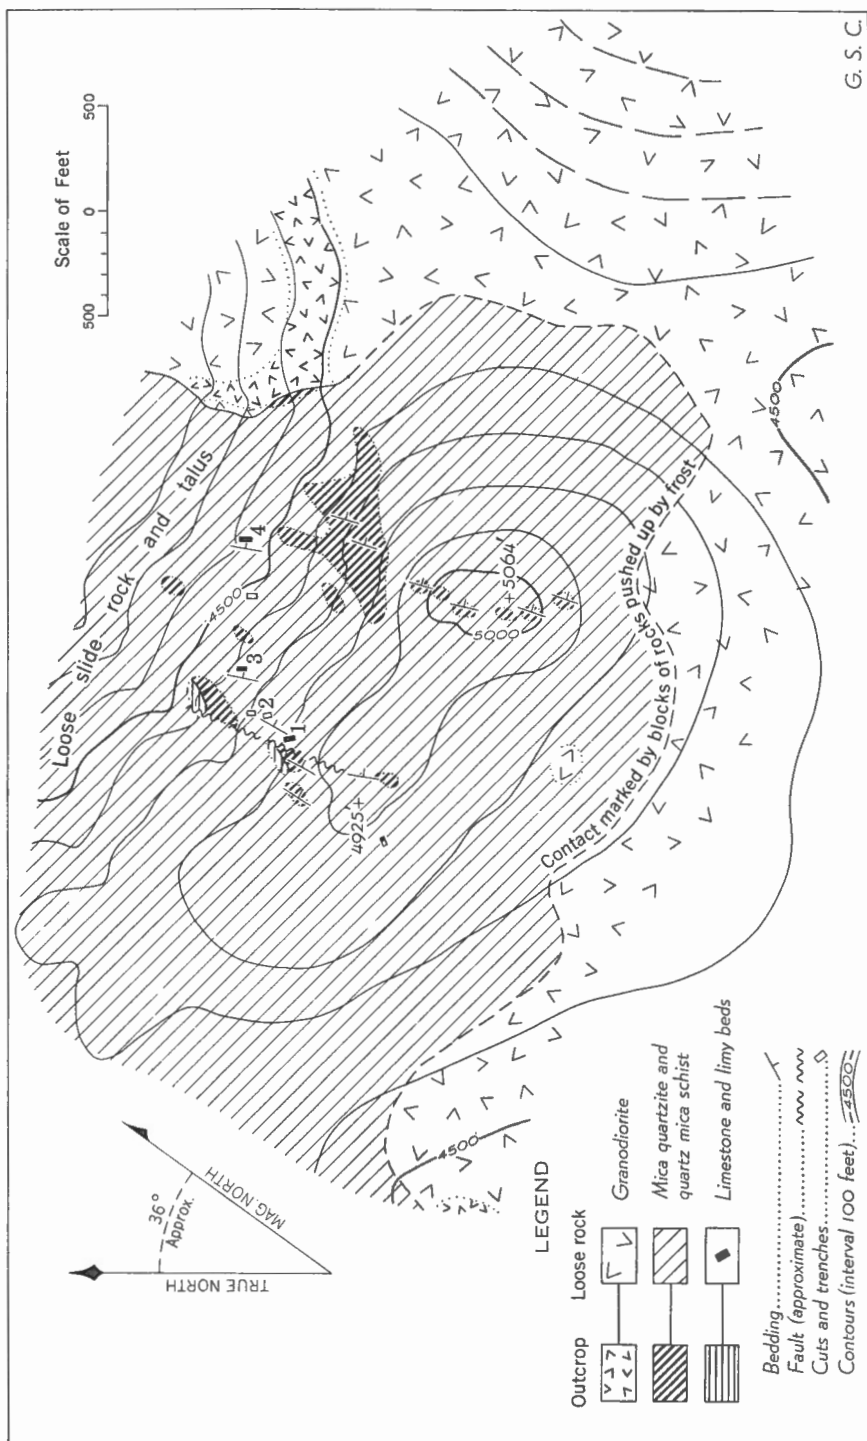 Scale of Feet
500 0 500
Loose slide rock and talus
4500
4
3
2
1
4925+
+ 5064'
5000
Contact marked by blocks of rocks pushed up by frost
4500
4500
TRUE NORTH
MAG. NORTH
36°
Approx.
LEGEND
Outcrop Loose rock
Granodiorite
Mica quartzite and
quartz mica schist
Limestone and limy beds
Bedding
Fault (approximate)
Cuts and trenches
Contours (interval 100 feet) 4500
G. S. C.